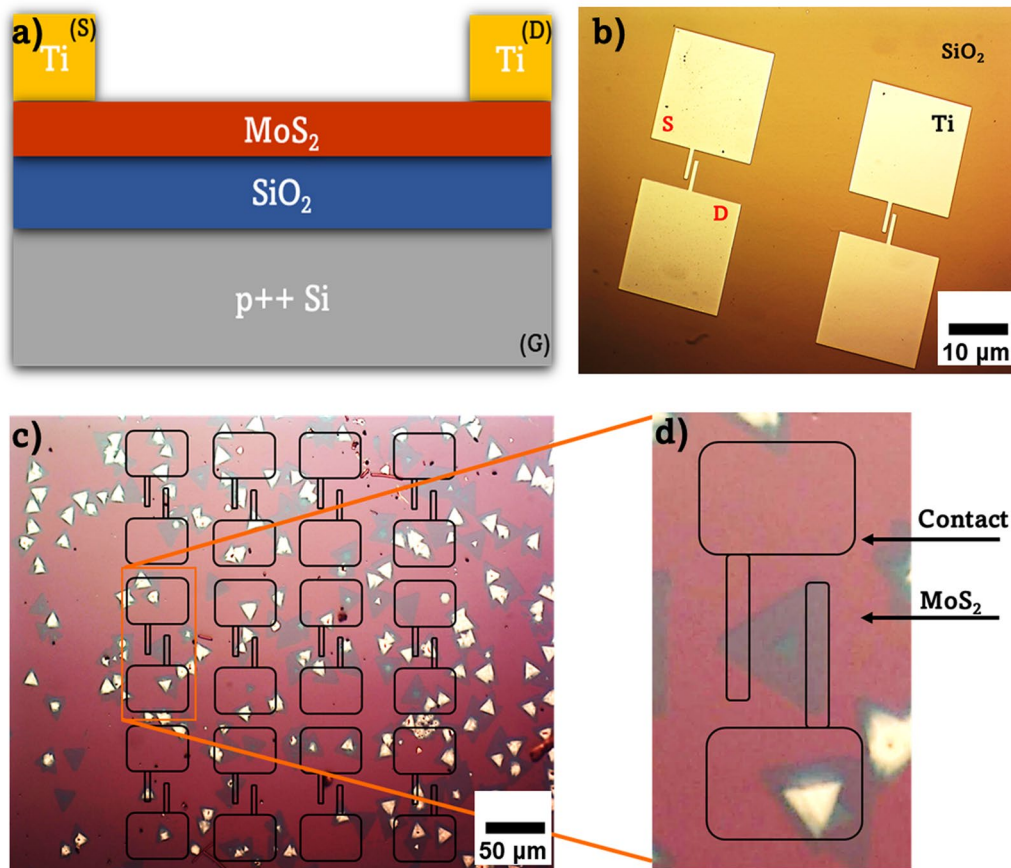 a)
(S)
Ti
(D)
Ti
MoS₂
SiO₂
p++ Si
(G)
b)
SiO₂
Ti
S
D
10 µm
c)
50 µm
d)
Contact
MoS₂